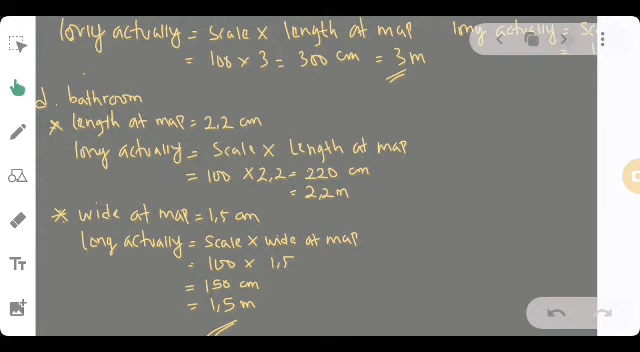 long actually = scale × length at map
= 100 × 3 = 300 cm = 3 m
long actually = sc
d. bathroom
* length at map = 2,2 cm
long actually = scale × length at map
= 100 × 2,2 = 220 cm
= 2,2 m
* wide at map = 1,5 cm
long actually = scale × wide at map
= 100 × 1,5
= 150 cm
= 1,5 m
Tт